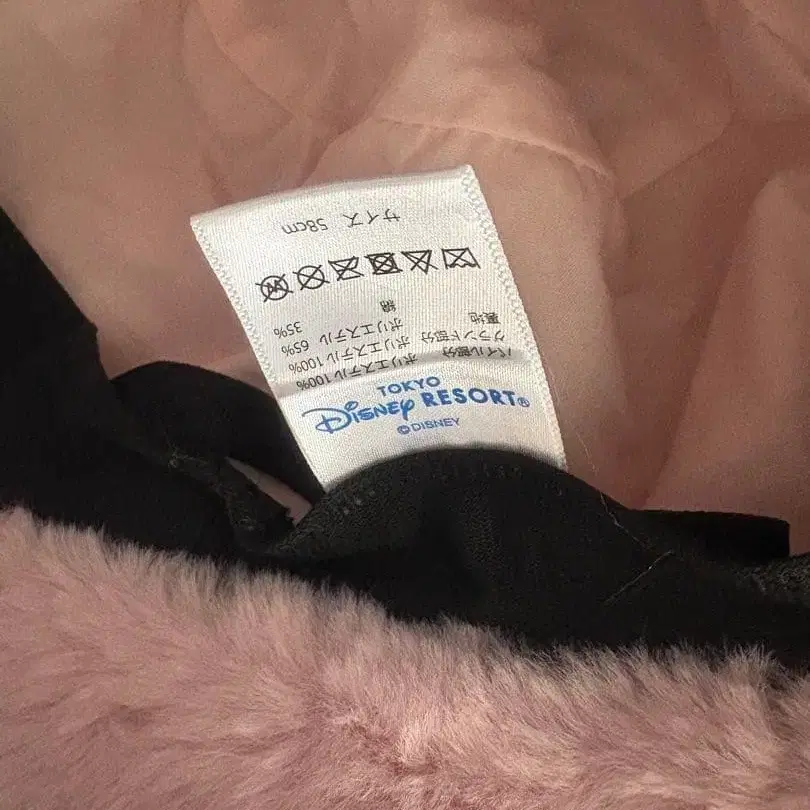 TOKYO
Disney RESORT®
©DISNEY
パイル部分 ポリエステル100%
グランド部分 ポリエステル100%
裏地 ポリエステル 65%
綿 35%
サイズ 58cm